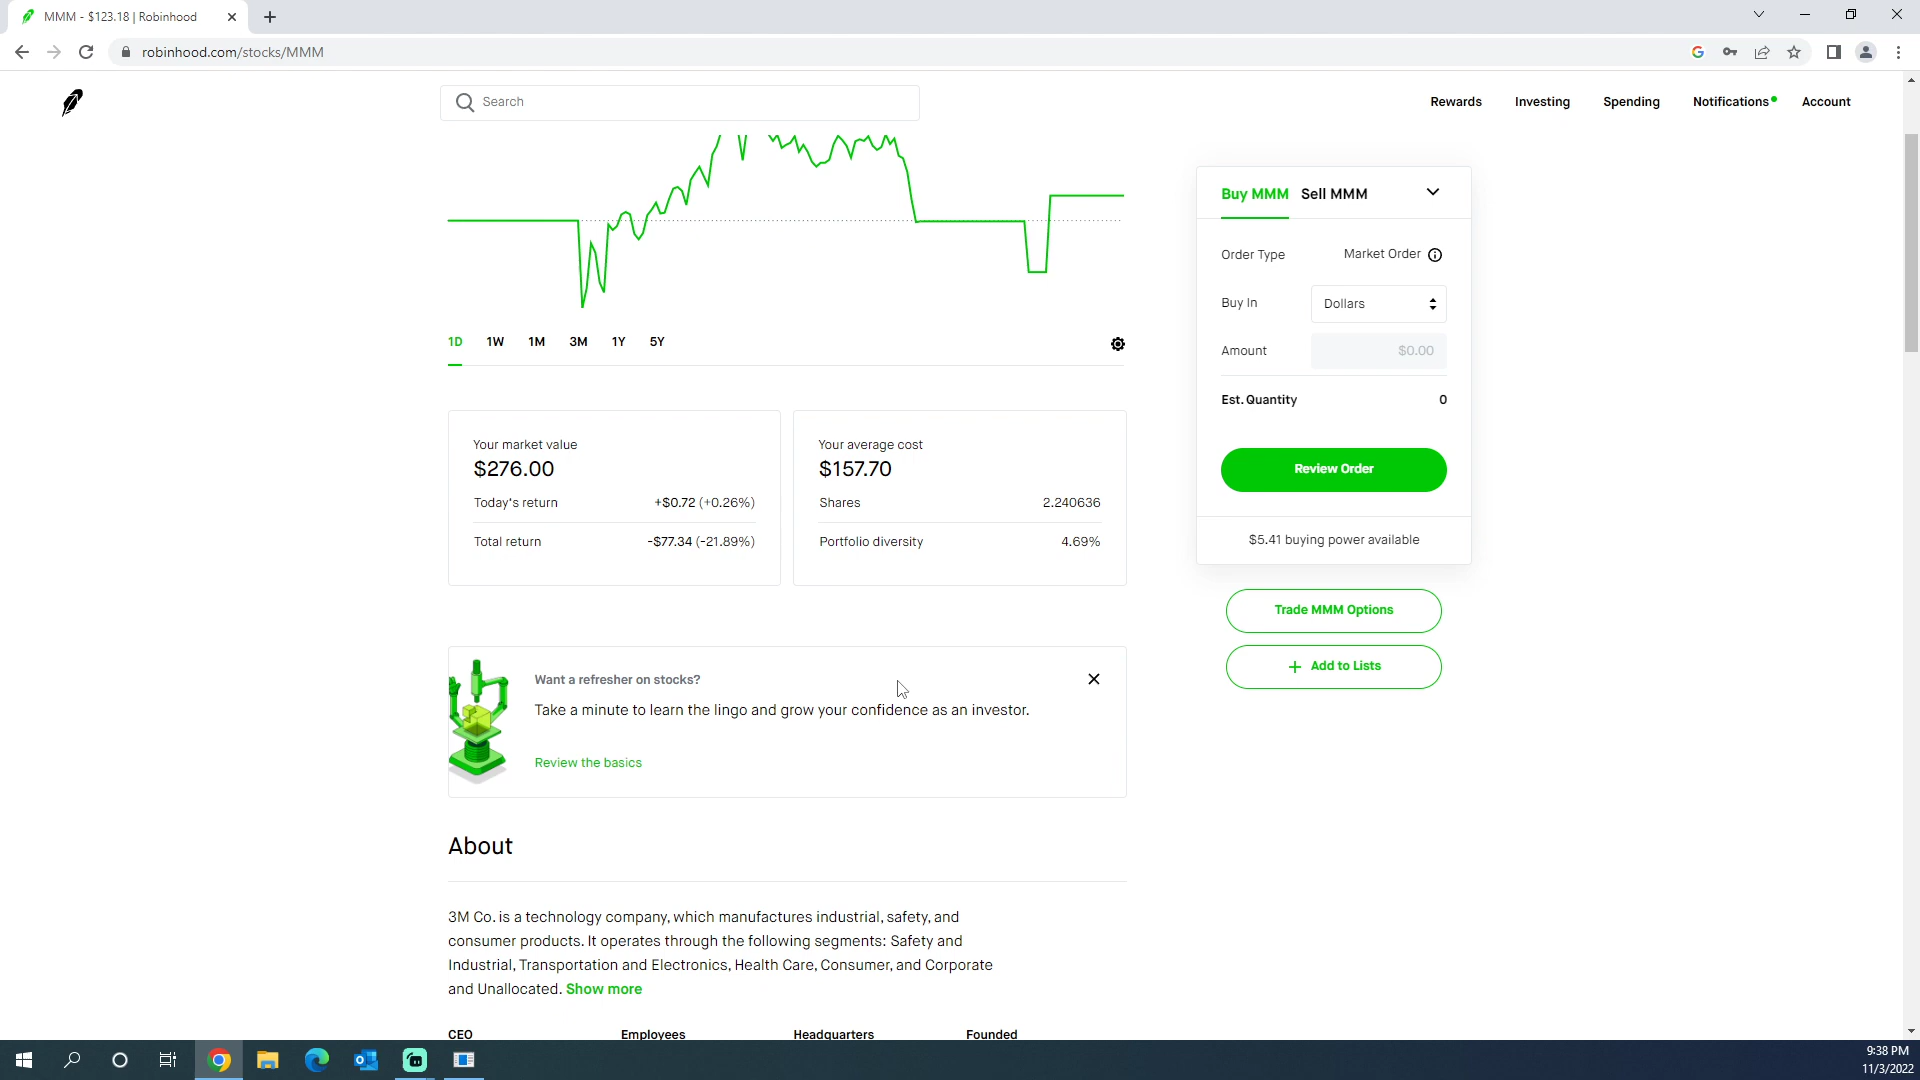 MMM - $123.18 | Robinhood
robinhood.com/stocks/MMM
Search
Rewards
Investing
Spending
Notifications
Account
1D 1W 1M 3M 1Y 5Y
Your market value
$276.00
Today's return +$0.72 (+0.26%)
Total return -$77.34 (-21.89%)
Your average cost
$157.70
Shares 2.240636
Portfolio diversity 4.69%
Want a refresher on stocks?
Take a minute to learn the lingo and grow your confidence as an investor.
Review the basics
About
3M Co. is a technology company, which manufactures industrial, safety, and
consumer products. It operates through the following segments: Safety and
Industrial, Transportation and Electronics, Health Care, Consumer, and Corporate
and Unallocated. Show more
CEO Employees Headquarters Founded
Buy MMM Sell MMM
Order Type Market Order
Buy In Dollars
Amount $0.00
Est. Quantity 0
Review Order
$5.41 buying power available
Trade MMM Options
+ Add to Lists
9:38 PM
11/3/2022